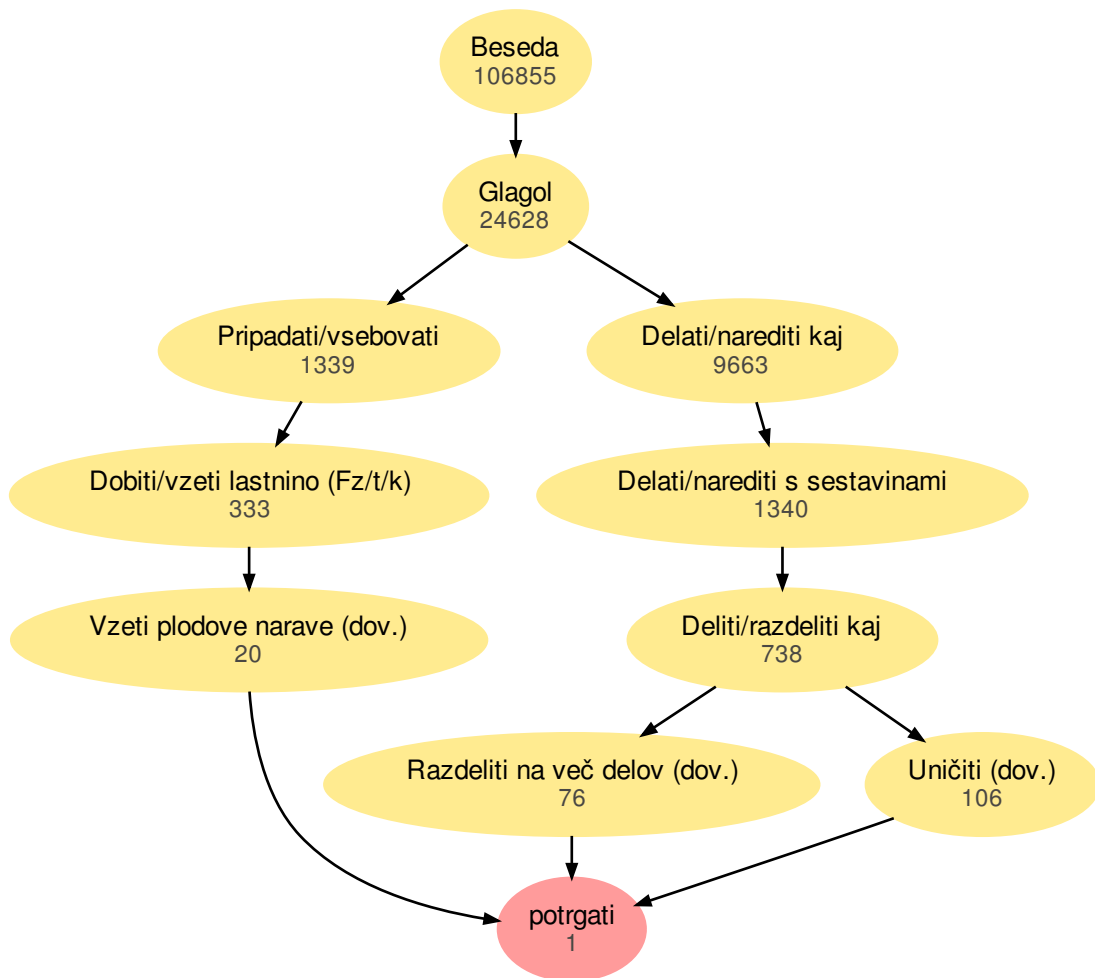 Beseda
106855
Glagol
24628
Pripadati/vsebovati
1339
Delati/narediti kaj
9663
Dobiti/vzeti lastnino (Fz/t/k)
333
Delati/narediti s sestavinami
1340
Vzeti plodove narave (dov.)
20
Deliti/razdeliti kaj
738
Razdeliti na več delov (dov.)
76
Uničiti (dov.)
106
potrgati
1